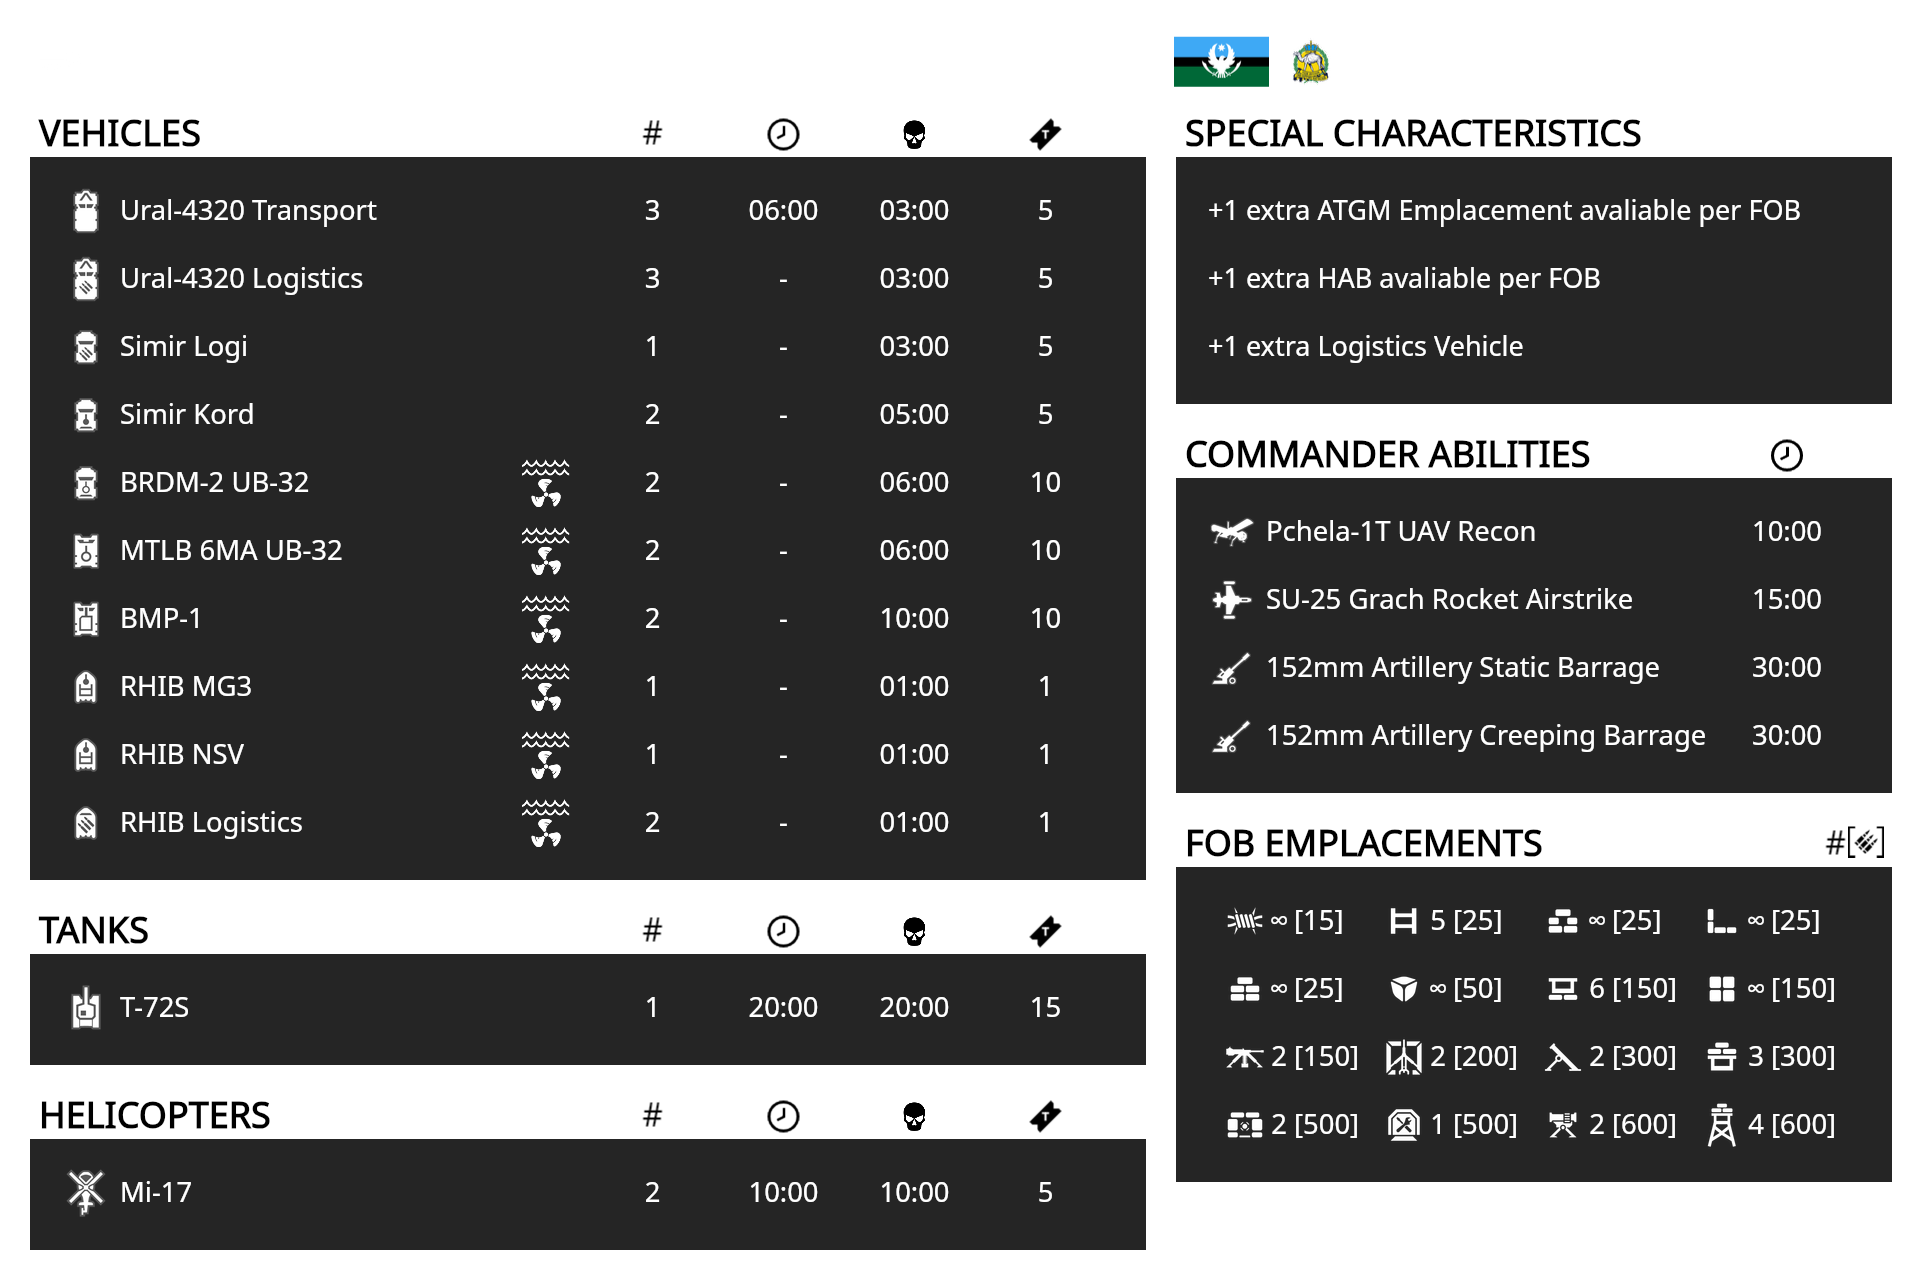 VEHICLES #
Ural-4320 Transport 3 06:00 03:00 5
Ural-4320 Logistics 3 - 03:00 5
Simir Logi 1 - 03:00 5
Simir Kord 2 - 05:00 5
BRDM-2 UB-32 2 - 06:00 10
MTLB 6MA UB-32 2 - 06:00 10
BMP-1 2 - 10:00 10
RHIB MG3 1 - 01:00 1
RHIB NSV 1 - 01:00 1
RHIB Logistics 2 - 01:00 1
TANKS #
T-72S 1 20:00 20:00 15
HELICOPTERS #
Mi-17 2 10:00 10:00 5
SPECIAL CHARACTERISTICS
+1 extra ATGM Emplacement avaliable per FOB
+1 extra HAB avaliable per FOB
+1 extra Logistics Vehicle
COMMANDER ABILITIES
Pchela-1T UAV Recon 10:00
SU-25 Grach Rocket Airstrike 15:00
152mm Artillery Static Barrage 30:00
152mm Artillery Creeping Barrage 30:00
FOB EMPLACEMENTS #[]
∞ [15] 5 [25] ∞ [25] ∞ [25]
∞ [25] ∞ [50] 6 [150] ∞ [150]
2 [150] 2 [200] 2 [300] 3 [300]
2 [500] 1 [500] 2 [600] 4 [600]